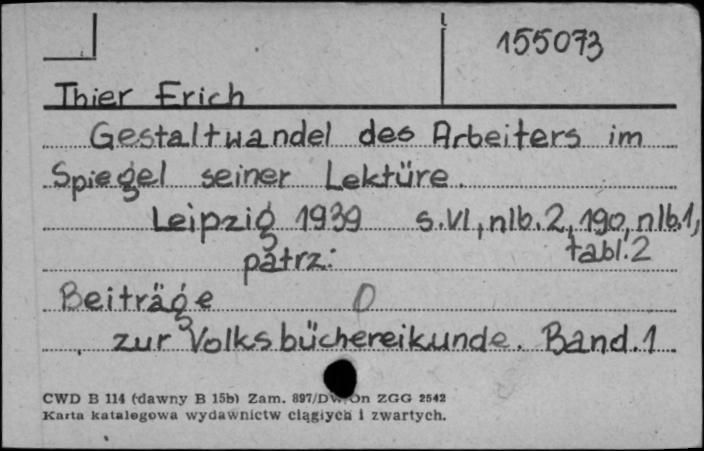 155073
Thier Erich
Gestaltwandel des Arbeiters im
Spiegel seiner Lektüre.
Leipzig 1939 s.VI, nlb.2, 190, nlb.1,
tabl.2
patrz:
Beiträge 0
zur Volksbüchereikunde. Band.1
CWD B 114 (dawny B 15b) Zam. 897/DW On ZGG 2542
Karta katalogowa wydawnictw ciągłych i zwartych.